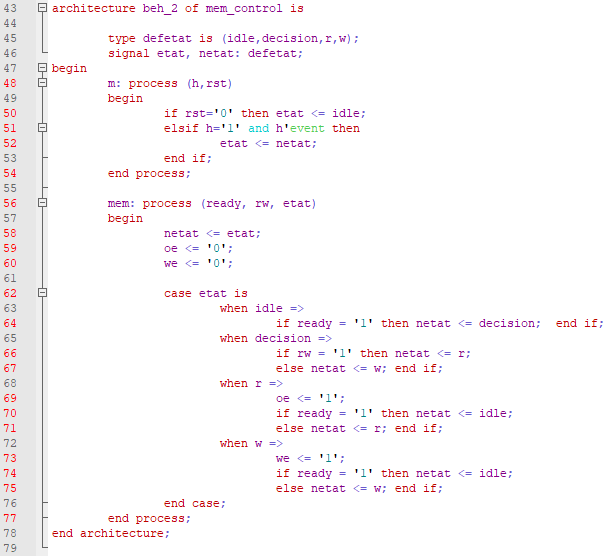 43 architecture beh_2 of mem_control is
44
45 type defetat is (idle,decision,r,w);
46 signal etat, netat: defetat;
47 begin
48 m: process (h,rst)
49 begin
50 if rst='0' then etat <= idle;
51 elsif h='1' and h'event then
52 etat <= netat;
53 end if;
54 end process;
55
56 mem: process (ready, rw, etat)
57 begin
58 netat <= etat;
59 oe <= '0';
60 we <= '0';
61
62 case etat is
63 when idle =>
64 if ready = '1' then netat <= decision; end if;
65 when decision =>
66 if rw = '1' then netat <= r;
67 else netat <= w; end if;
68 when r =>
69 oe <= '1';
70 if ready = '1' then netat <= idle;
71 else netat <= r; end if;
72 when w =>
73 we <= '1';
74 if ready = '1' then netat <= idle;
75 else netat <= w; end if;
76 end case;
77 end process;
78 end architecture;
79